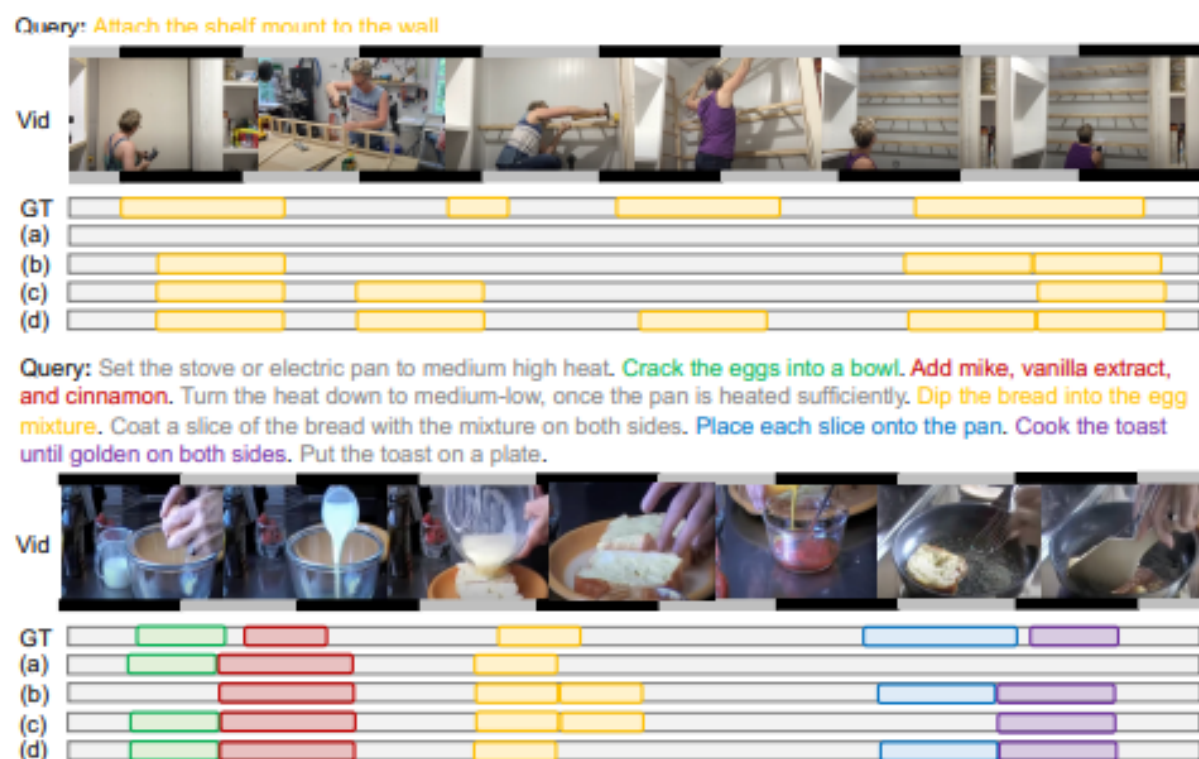 Query: Attach the shelf mount to the wall
Vid
GT
(a)
(b)
(c)
(d)
Query: Set the stove or electric pan to medium high heat. Crack the eggs into a bowl. Add mike, vanilla extract,
and cinnamon. Turn the heat down to medium-low, once the pan is heated sufficiently. Dip the bread into the egg
mixture. Coat a slice of the bread with the mixture on both sides. Place each slice onto the pan. Cook the toast
until golden on both sides. Put the toast on a plate.
Vid
GT
(a)
(b)
(c)
(d)